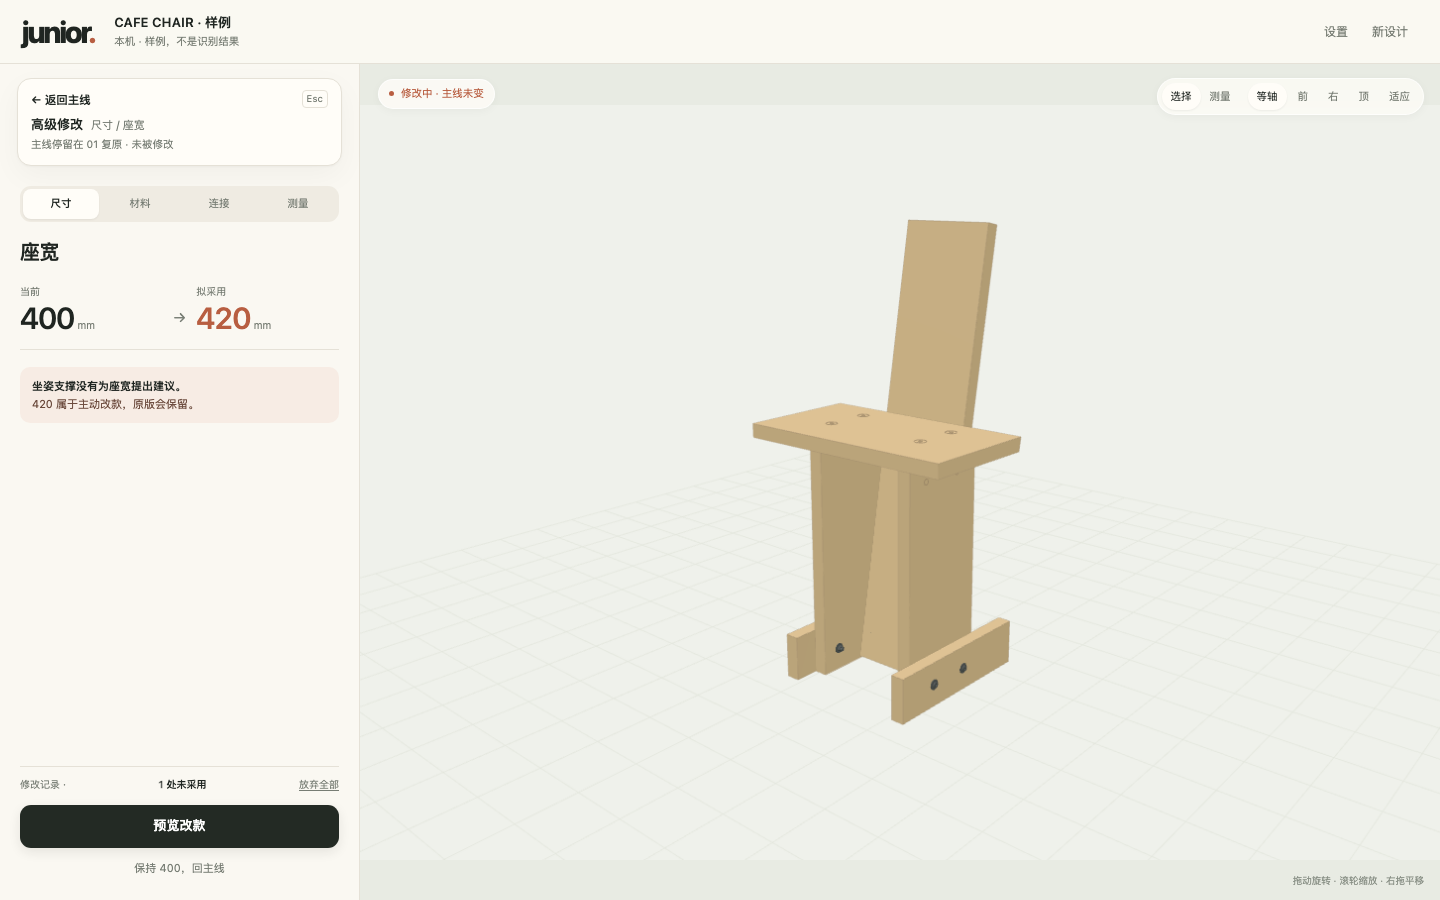 junior.
CAFE CHAIR · 样例
本机 · 样例，不是识别结果
设置
新设计
← 返回主线
Esc
高级修改 尺寸 / 座宽
主线停留在 01 复原 · 未被修改
尺寸
材料
连接
测量
座宽
当前
拟采用
400 mm
→ 420 mm
坐姿支撑没有为座宽提出建议。
420 属于主动改款，原版会保留。
修改记录 ·
1 处未采用
放弃全部
预览改款
保持 400，回主线
修改中 · 主线未变
选择
测量
等轴
前
右
顶
适应
拖动旋转 · 滚轮缩放 · 右拖平移